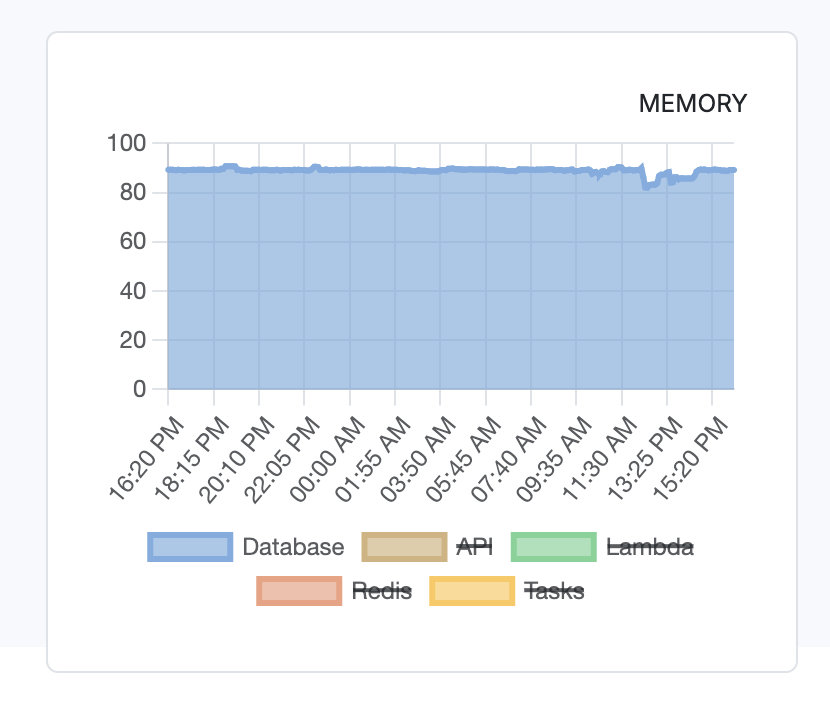 MEMORY
100
80
60
40
20
0
16:20 PM
18:15 PM
20:10 PM
22:05 PM
00:00 AM
01:55 AM
03:50 AM
05:45 AM
07:40 AM
09:35 AM
11:30 AM
13:25 PM
15:20 PM
Database API Lambda
Redis Tasks